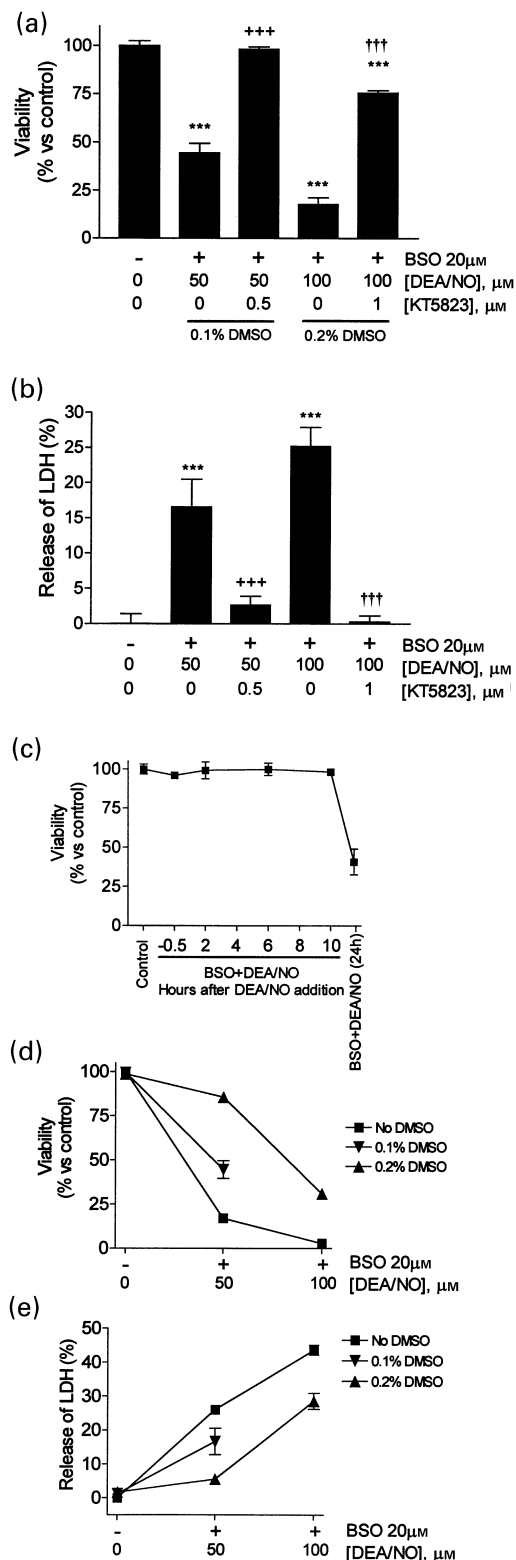 (a)
Viability
(% vs control)
100
75
50
25
0
***
+++
***
†††
***
- + + + + BSO 20μM
0 50 50 100 100 [DEA/NO], μM
0 0 0.5 0 1 [KT5823], μM
0.1% DMSO 0.2% DMSO
(b)
Release of LDH (%)
30
25
20
15
10
5
0
***
+++
***
†††
- + + + + BSO 20μM
0 50 50 100 100 [DEA/NO], μM
0 0 0.5 0 1 [KT5823], μM
(c)
Viability
(% vs control)
100
75
50
25
0
Control
-0.5 2 4 6 8 10
BSO+DEA/NO
Hours after DEA/NO addition
BSO+DEA/NO (24h)
(d)
Viability
(% vs control)
100
75
50
25
0
No DMSO
0.1% DMSO
0.2% DMSO
- + + BSO 20μM
0 50 100 [DEA/NO], μM
(e)
Release of LDH (%)
50
40
30
20
10
0
No DMSO
0.1% DMSO
0.2% DMSO
- + + BSO 20μM
0 50 100 [DEA/NO], μM